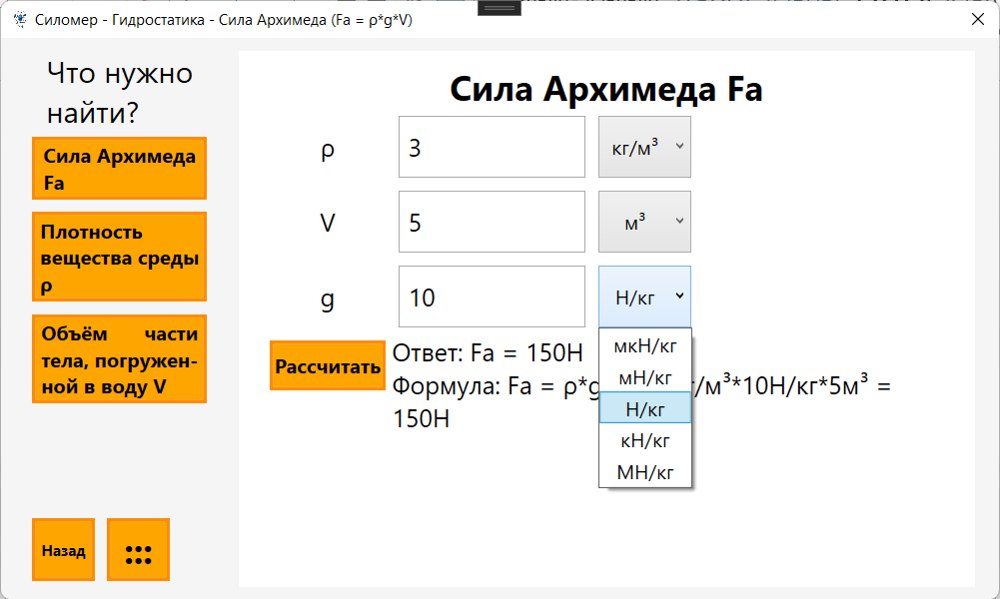 Силомер - Гидростатика - Сила Архимеда (Fa = ρ*g*V)
Что нужно
найти?
Сила Архимеда
Fa
Плотность
вещества среды
ρ
Объём части
тела, погружен-
ной в воду V
Назад
Сила Архимеда Fa
ρ
3
кг/м³
V
5
м³
g
10
Н/кг
мкН/кг
мН/кг
Н/кг
кН/кг
МН/кг
Рассчитать
Ответ: Fa = 150Н
Формула: Fa = ρ*g /м³*10Н/кг*5м³ =
150Н